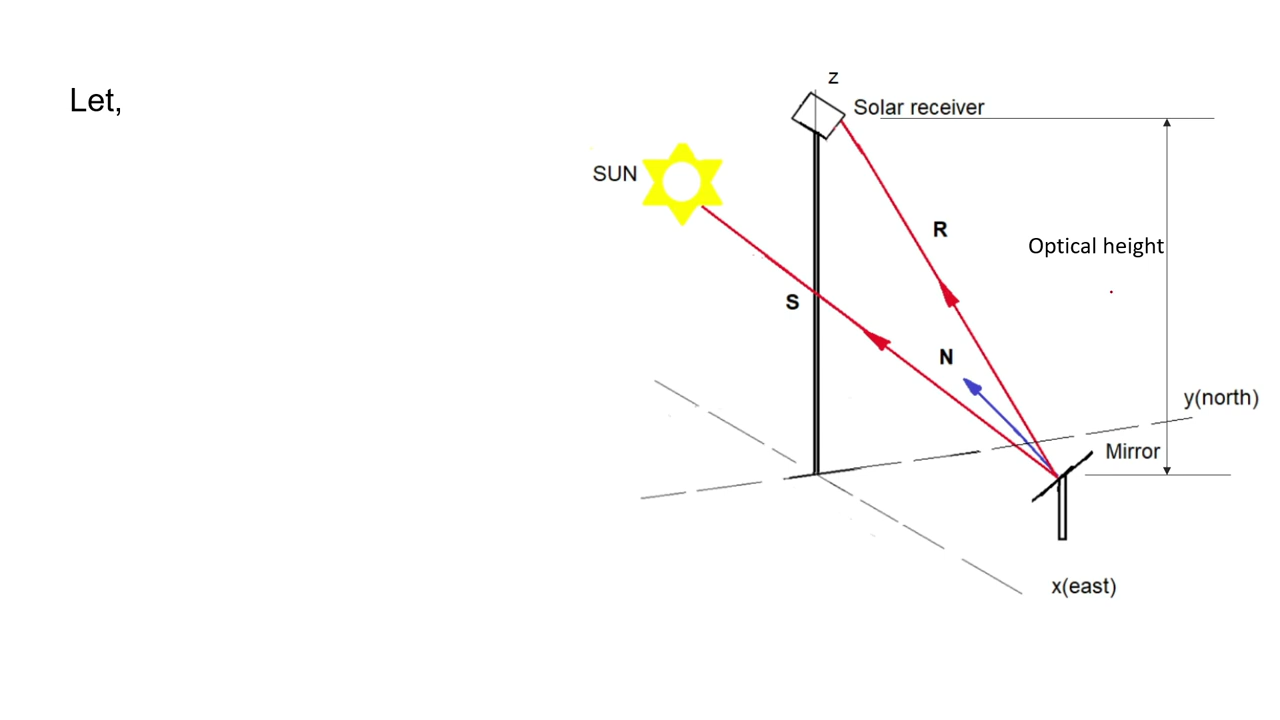 Let,
z
Solar receiver
SUN
R
Optical height
S
N
y(north)
Mirror
x(east)